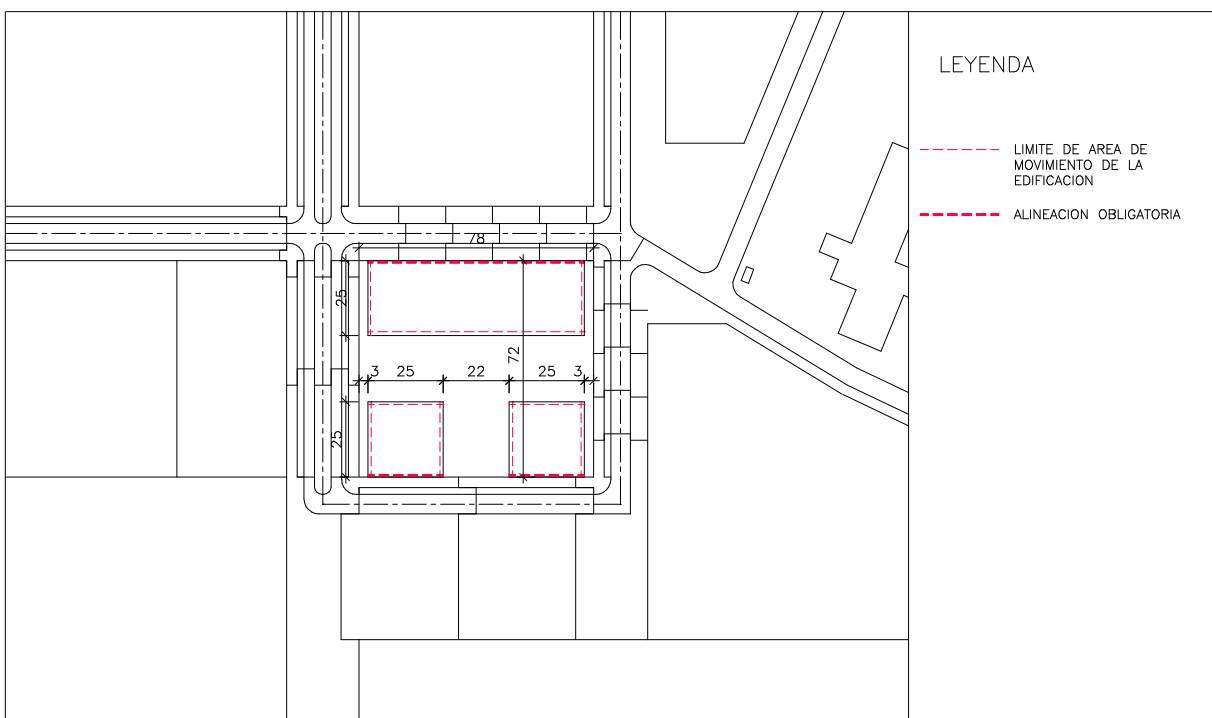 LEYENDA
LIMITE DE AREA DE
MOVIMIENTO DE LA
EDIFICACION
ALINEACION OBLIGATORIA
78
25
72
3 25 22 25 3
25